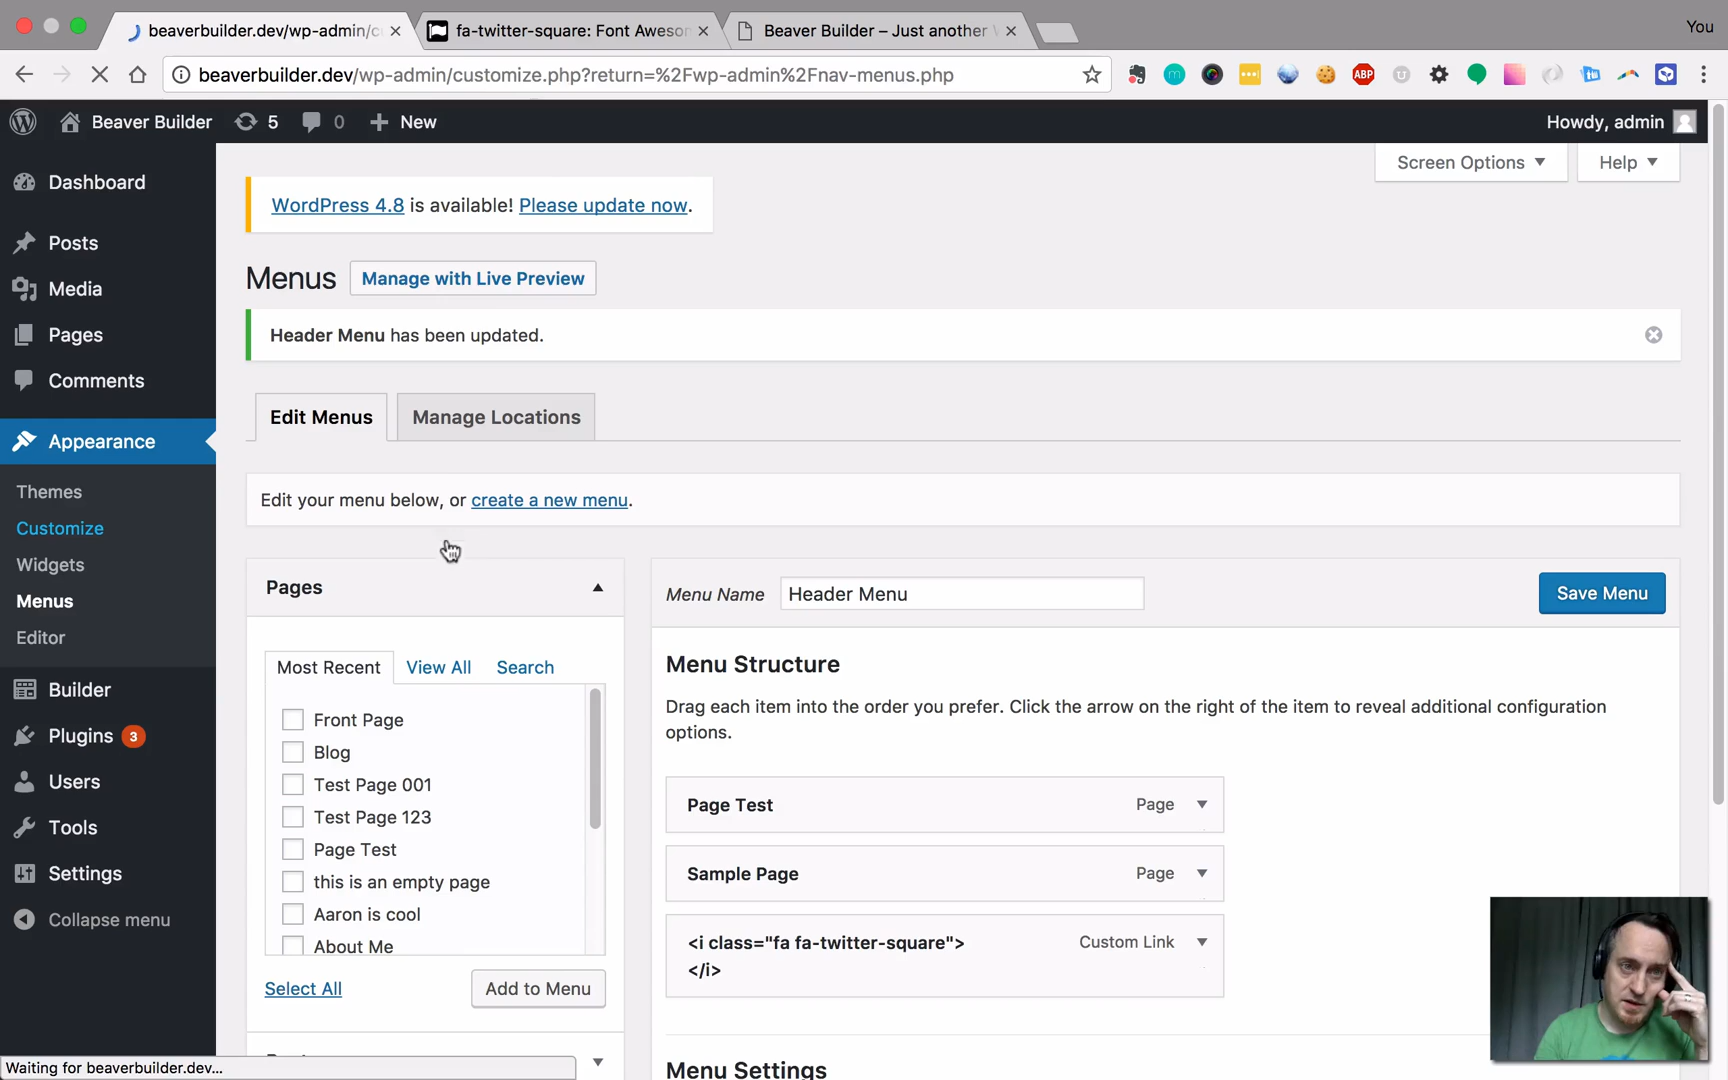 beaverbuilder.dev/wp-admin/c
fa-twitter-square: Font Aweso
Beaver Builder – Just another
You
beaverbuilder.dev/wp-admin/customize.php?return=%2Fwp-admin%2Fnav-menus.php
ABP
Beaver Builder
5
0
New
Howdy, admin
Screen Options
Help
Dashboard
Posts
Media
Pages
Comments
Appearance
Themes
Customize
Widgets
Menus
Editor
Builder
Plugins 3
Users
Tools
Settings
Collapse menu
WordPress 4.8 is available! Please update now.
Menus
Manage with Live Preview
Header Menu has been updated.
Edit Menus
Manage Locations
Edit your menu below, or create a new menu.
Pages
Most Recent
View All
Search
Front Page
Blog
Test Page 001
Test Page 123
Page Test
this is an empty page
Aaron is cool
About Me
Select All
Add to Menu
Menu Name
Header Menu
Save Menu
Menu Structure
Drag each item into the order you prefer. Click the arrow on the right of the item to reveal additional configuration
options.
Page Test
Page
Sample Page
Page
<i class="fa fa-twitter-square">
</i>
Custom Link
Menu Settings
Waiting for beaverbuilder.dev...